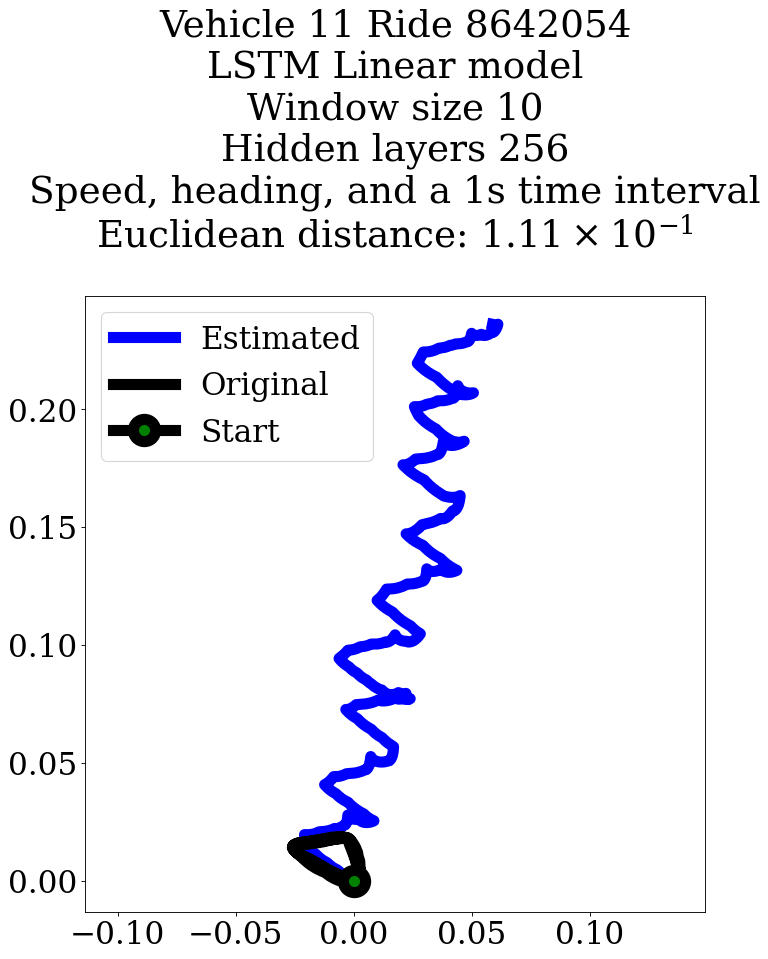 Vehicle 11 Ride 8642054
LSTM Linear model
Window size 10
Hidden layers 256
Speed, heading, and a 1s time interval
Euclidean distance: 1.11 × 10⁻¹
Estimated
Original
Start
0.20
0.15
0.10
0.05
0.00
−0.10 −0.05 0.00 0.05 0.10